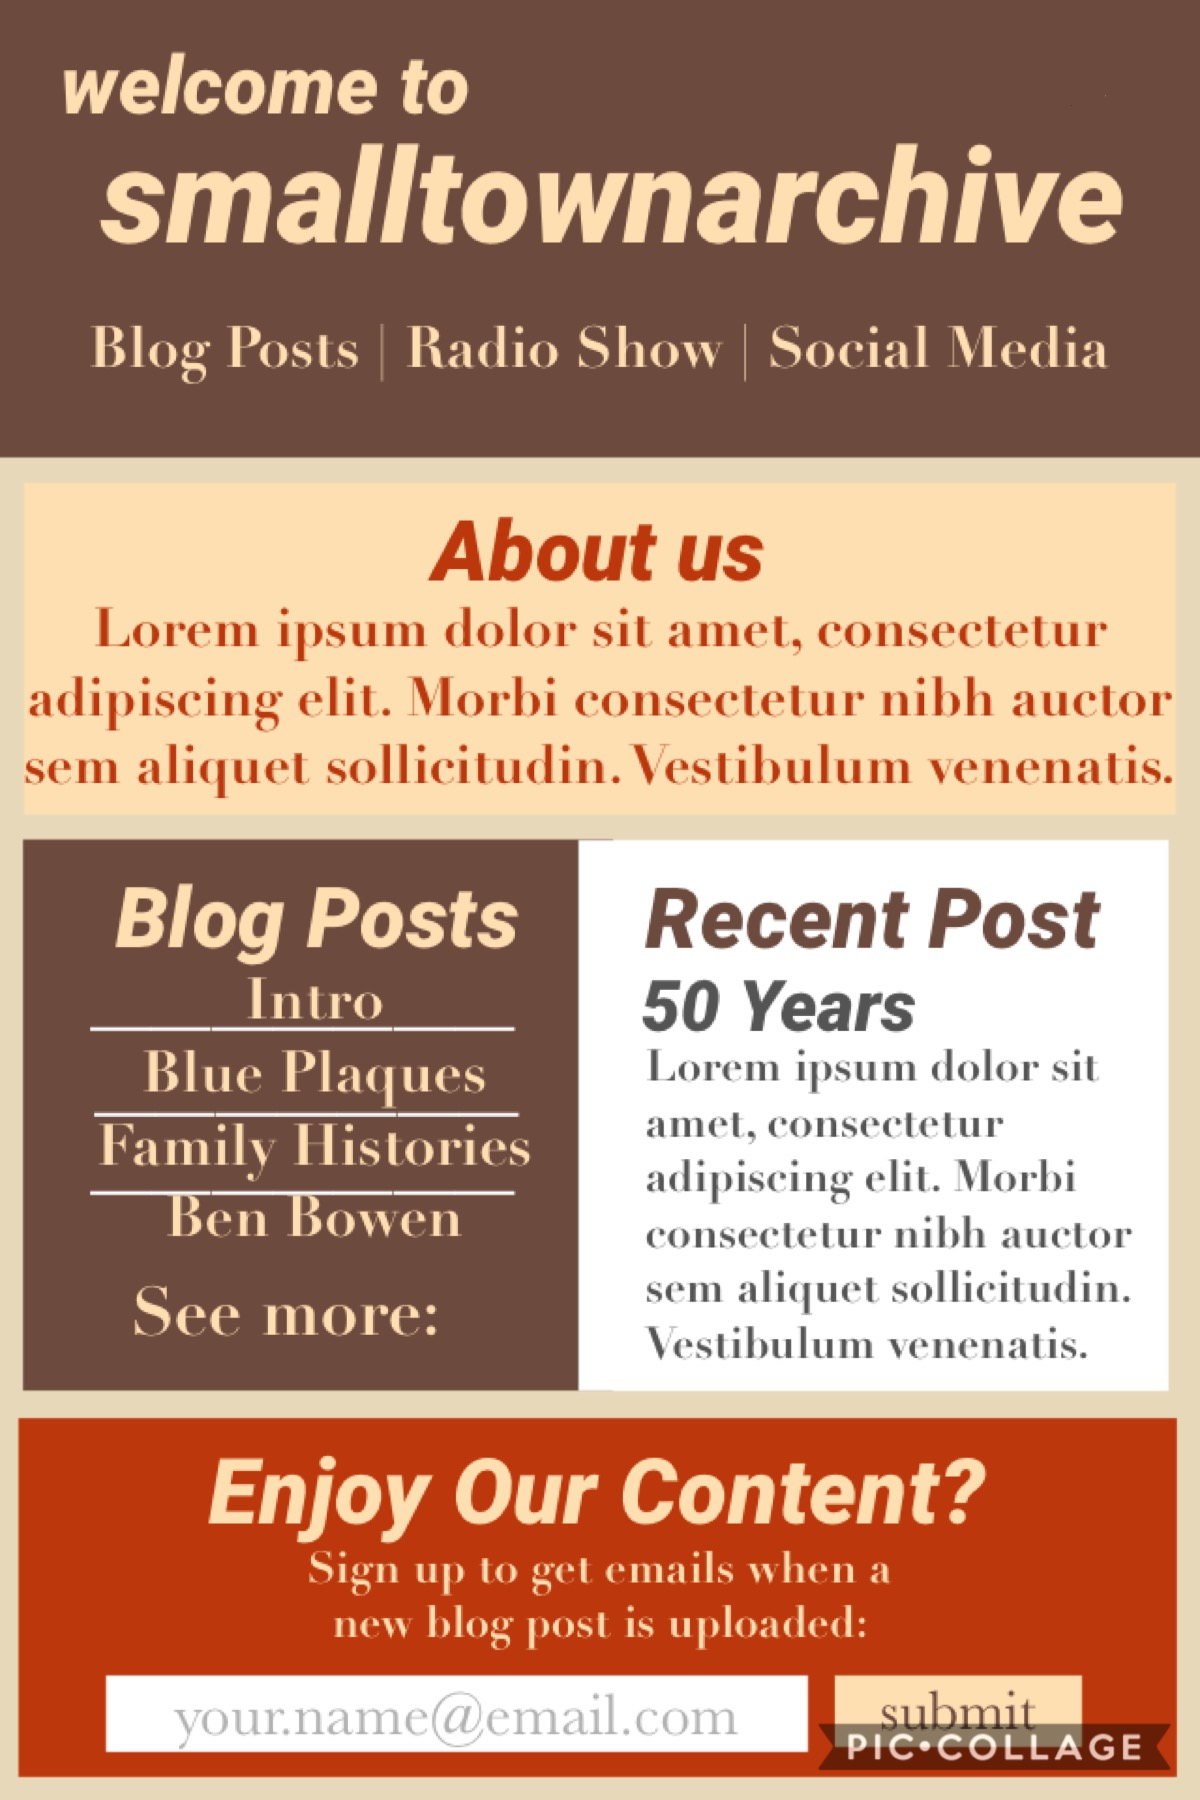 welcome to
smalltownarchive
Blog Posts | Radio Show | Social Media
About us
Lorem ipsum dolor sit amet, consectetur
adipiscing elit. Morbi consectetur nibh auctor
sem aliquet sollicitudin. Vestibulum venenatis.
Blog Posts
Intro
Blue Plaques
Family Histories
Ben Bowen
See more:
Recent Post
50 Years
Lorem ipsum dolor sit
amet, consectetur
adipiscing elit. Morbi
consectetur nibh auctor
sem aliquet sollicitudin.
Vestibulum venenatis.
Enjoy Our Content?
Sign up to get emails when a
new blog post is uploaded:
your.name@email.com
submit
PIC•COLLAGE